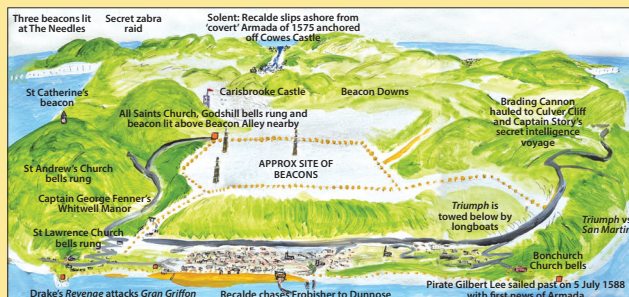 Three beacons lit
at The Needles
Secret zabra
raid
Solent: Recalde slips ashore from
‘covert’ Armada of 1575 anchored
off Cowes Castle
St Catherine’s
beacon
Carisbrooke Castle
Beacon Downs
All Saints Church, Godshill bells rung and
beacon lit above Beacon Alley nearby
Brading Cannon
hauled to Culver Cliff
and Captain Story’s
secret intelligence
voyage
St Andrew’s Church
bells rung
APPROX SITE OF
BEACONS
Captain George Fenner’s
Whitwell Manor
Triumph is
towed below by
longboats
St Lawrence Church
bells rung
Triumph vs
San Martin
Bonchurch
Church bells
Drake’s Revenge attacks Gran Griffon
Recalde chases Frobisher to Dunnose
Pirate Gilbert Lee sailed past on 5 July 1588
with first news of Armada